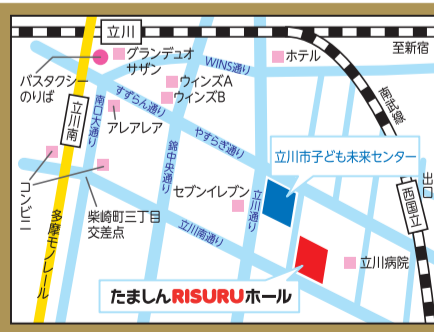 立川
至新宿
グランデュオ
サザン
WINS通り
ホテル
バスタクシー
のりば
ウィンズA
ウィンズB
すずらん通り
南武線
立川南
南口大通り
アレアレア
やすらぎ通り
錦中央通り
立川市子ども未来センター
コンビニ
セブンイレブン
立川通り
西国立
出口
多摩モノレール
柴崎町三丁目
交差点
立川南通り
立川病院
たましんRISURUホール